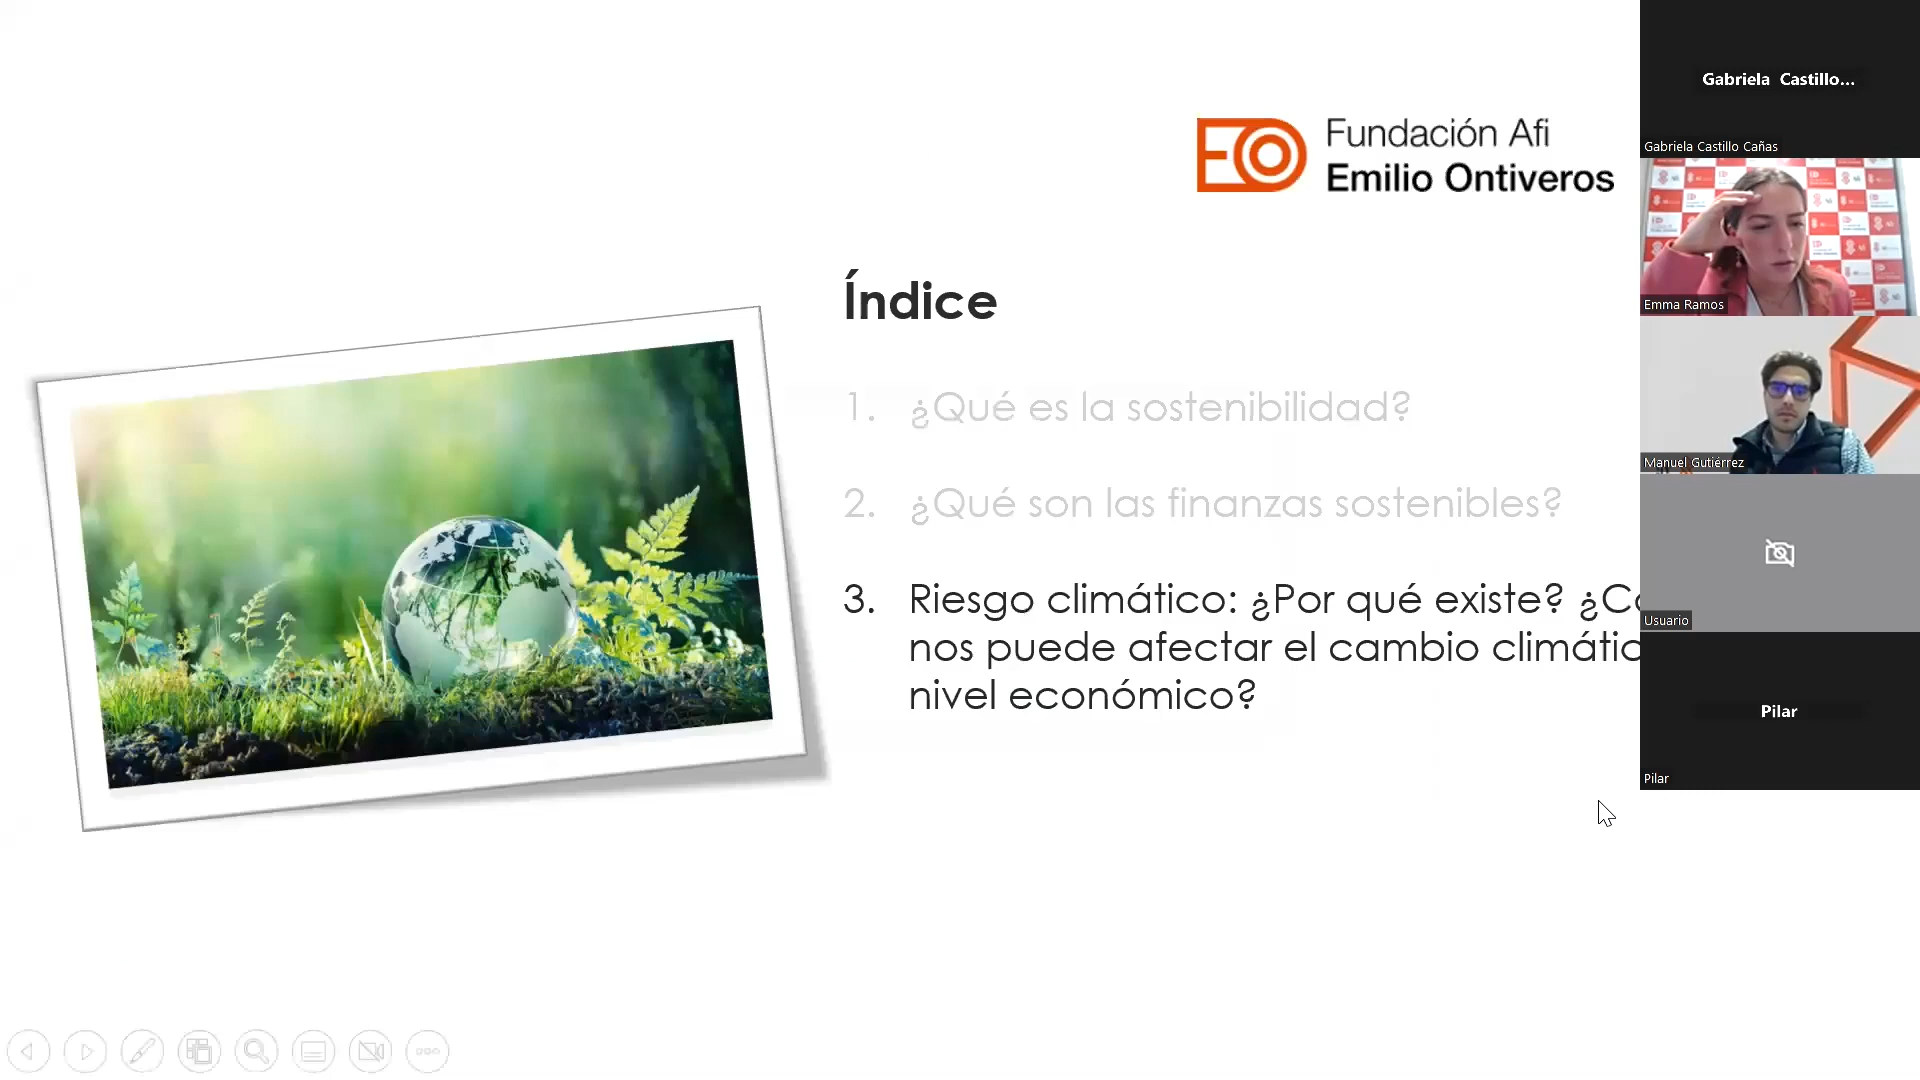 Fundación Afi
Emilio Ontiveros
Índice
1. ¿Qué es la sostenibilidad?
2. ¿Qué son las finanzas sostenibles?
3. Riesgo climático: ¿Por qué existe?
nos puede afectar el cambio
nivel económico?
Gabriela Castillo...
Gabriela Castillo Cañas
Emma Ramos
Manuel Gutiérrez
Usuario
Pilar
Pilar